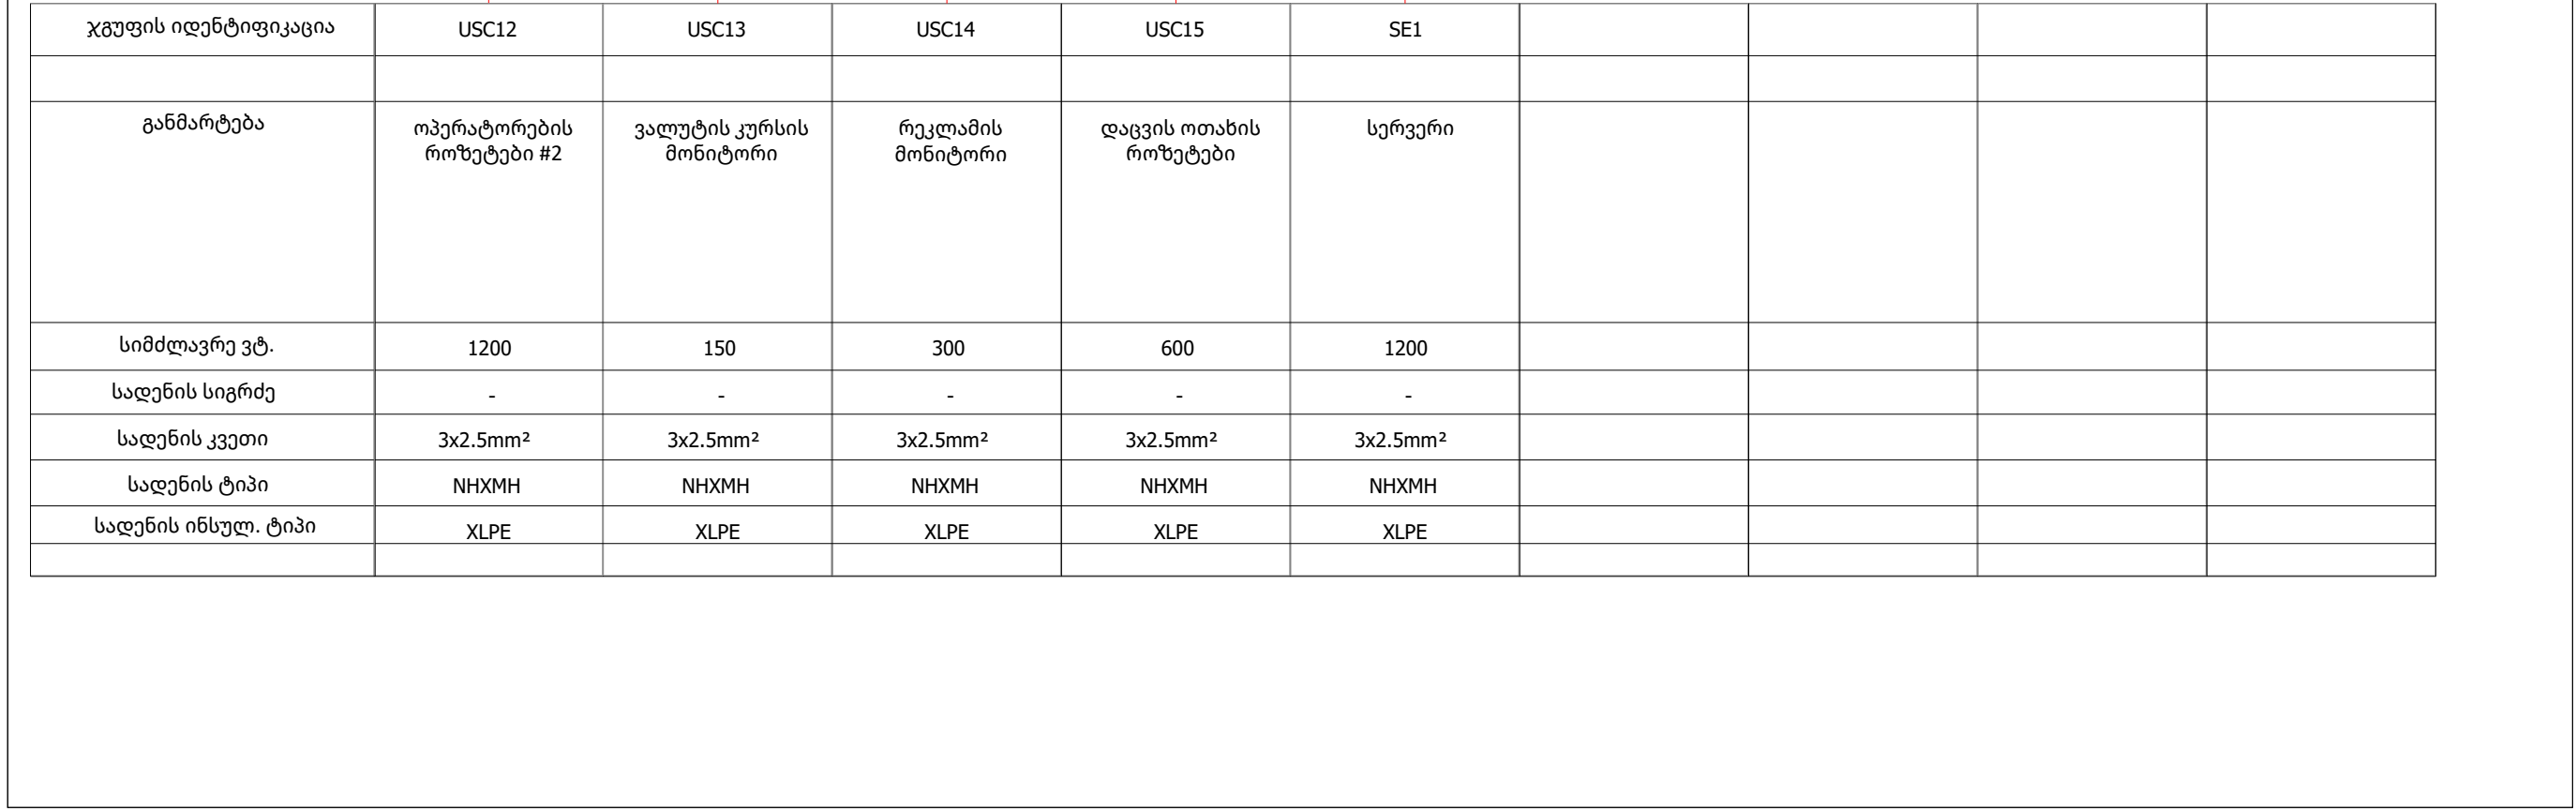 ჯგუფის იდენტიფიკაცია USC12 USC13 USC14 USC15 SE1
განმარტება ოპერატორების როზეტები #2 ვალუტის კურსის მონიტორი რეკლამის მონიტორი დაცვის ოთახის როზეტები სერვერი
სიმძლავრე ვტ. 1200 150 300 600 1200
სადენის სიგრძე - - - - -
სადენის კვეთი 3x2.5mm² 3x2.5mm² 3x2.5mm² 3x2.5mm² 3x2.5mm²
სადენის ტიპი NHXMH NHXMH NHXMH NHXMH NHXMH
სადენის ინსულ. ტიპი XLPE XLPE XLPE XLPE XLPE